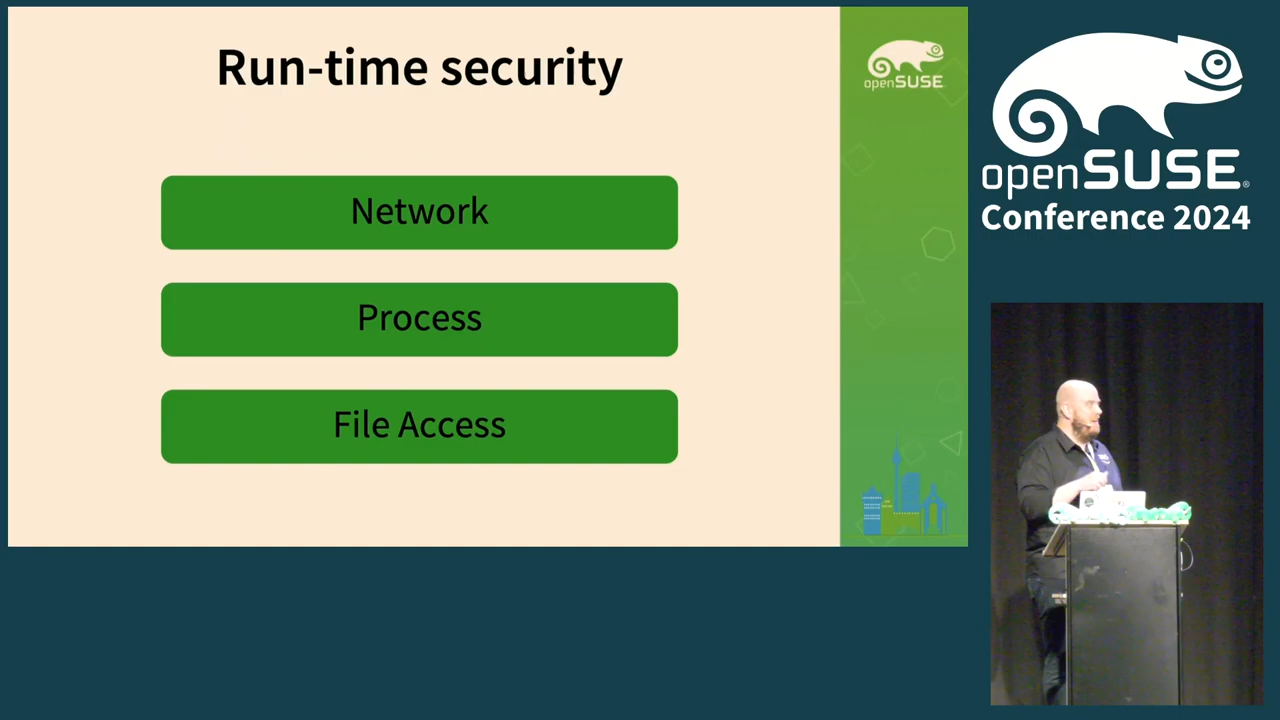 Run-time security
Network
Process
File Access
openSUSE
openSUSE
Conference 2024